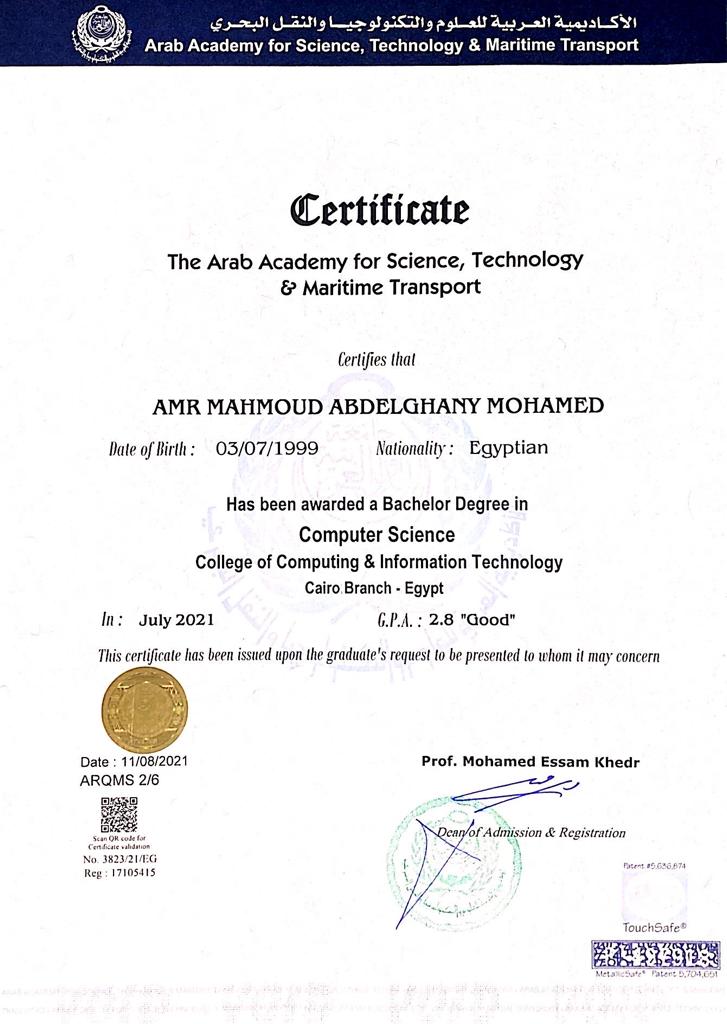 الأكاديمية العربية للعلوم والتكنولوجيا والنقل البحري
Arab Academy for Science, Technology & Maritime Transport
Certificate
The Arab Academy for Science, Technology
& Maritime Transport
Certifies that
AMR MAHMOUD ABDELGHANY MOHAMED
Date of Birth : 03/07/1999 Nationality : Egyptian
Has been awarded a Bachelor Degree in
Computer Science
College of Computing & Information Technology
Cairo Branch - Egypt
In : July 2021 G.P.A. : 2.8 "Good"
This certificate has been issued upon the graduate's request to be presented to whom it may concern
Date : 11/08/2021
ARQMS 2/6
Scan QR code for
Certificate validation
No. 3823/21/EG
Reg : 17105415
Prof. Mohamed Essam Khedr
Dean of Admission & Registration
Patent #5,636,874
TouchSafe®
MetallicSafe® Patent 5,704,651